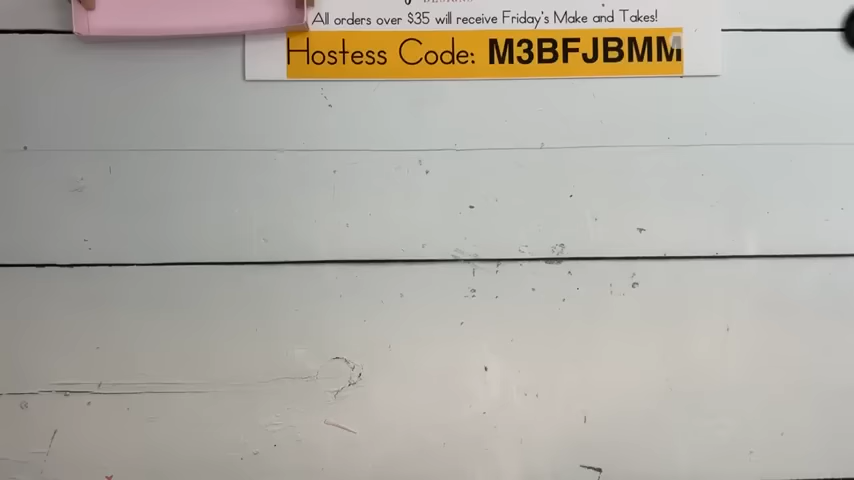 All orders over $35 will receive Friday's Make and Takes!
Hostess Code: M3BFJBMM